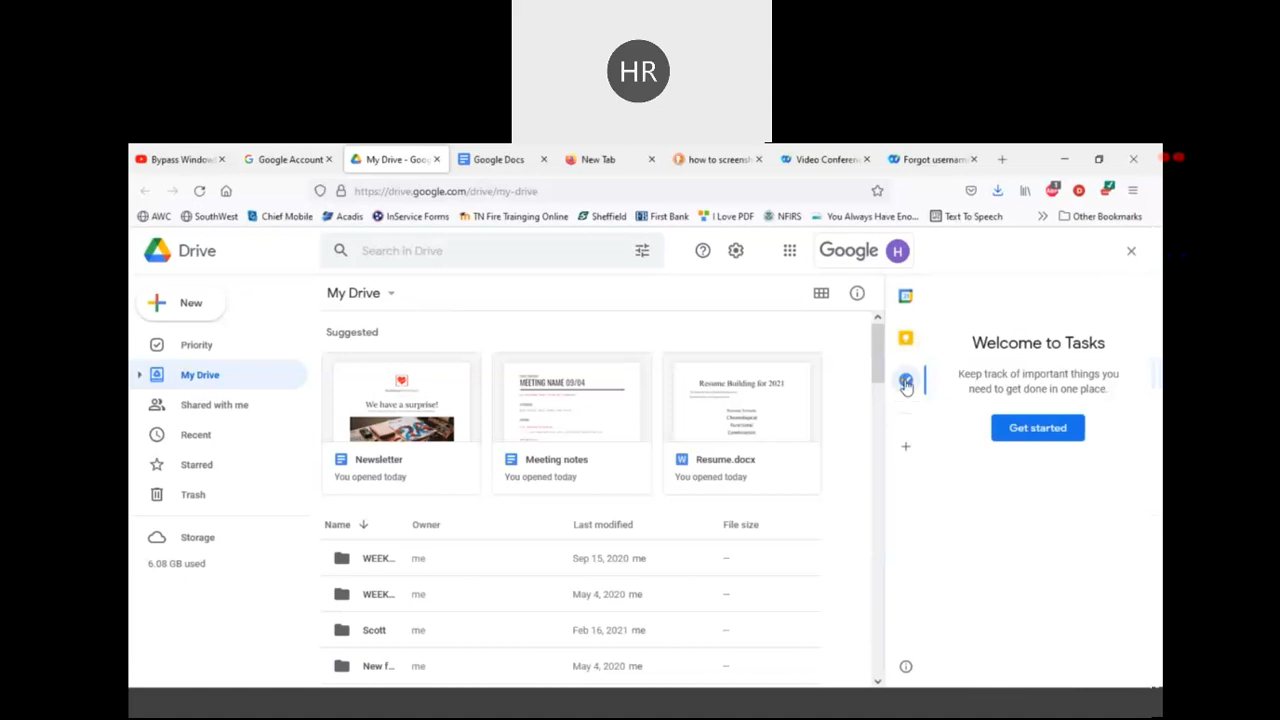 HR
Bypass Window
Google Account
My Drive - Goo
Google Docs
New Tab
how to screensh
Video Conferen
Forgot usernam
https://drive.google.com/drive/my-drive
AWC
SouthWest
Chief Mobile
Acadis
InService Forms
TN Fire Trainging Online
Sheffield
First Bank
I Love PDF
NFIRS
You Always Have Eno...
Text To Speech
Other Bookmarks
Drive
Search in Drive
Google
H
New
My Drive
Priority
My Drive
Shared with me
Recent
Starred
Trash
Storage
6.08 GB used
Suggested
We have a surprise!
MEETING NAME 09/04
Resume Building for 2021
Newsletter
You opened today
Meeting notes
You opened today
Resume.docx
You opened today
Name Owner Last modified File size
WEEK... me Sep 15, 2020 me –
WEEK... me May 4, 2020 me –
Scott me Feb 16, 2021 me –
New f... me May 4, 2020 me –
Welcome to Tasks
Keep track of important things you
need to get done in one place.
Get started